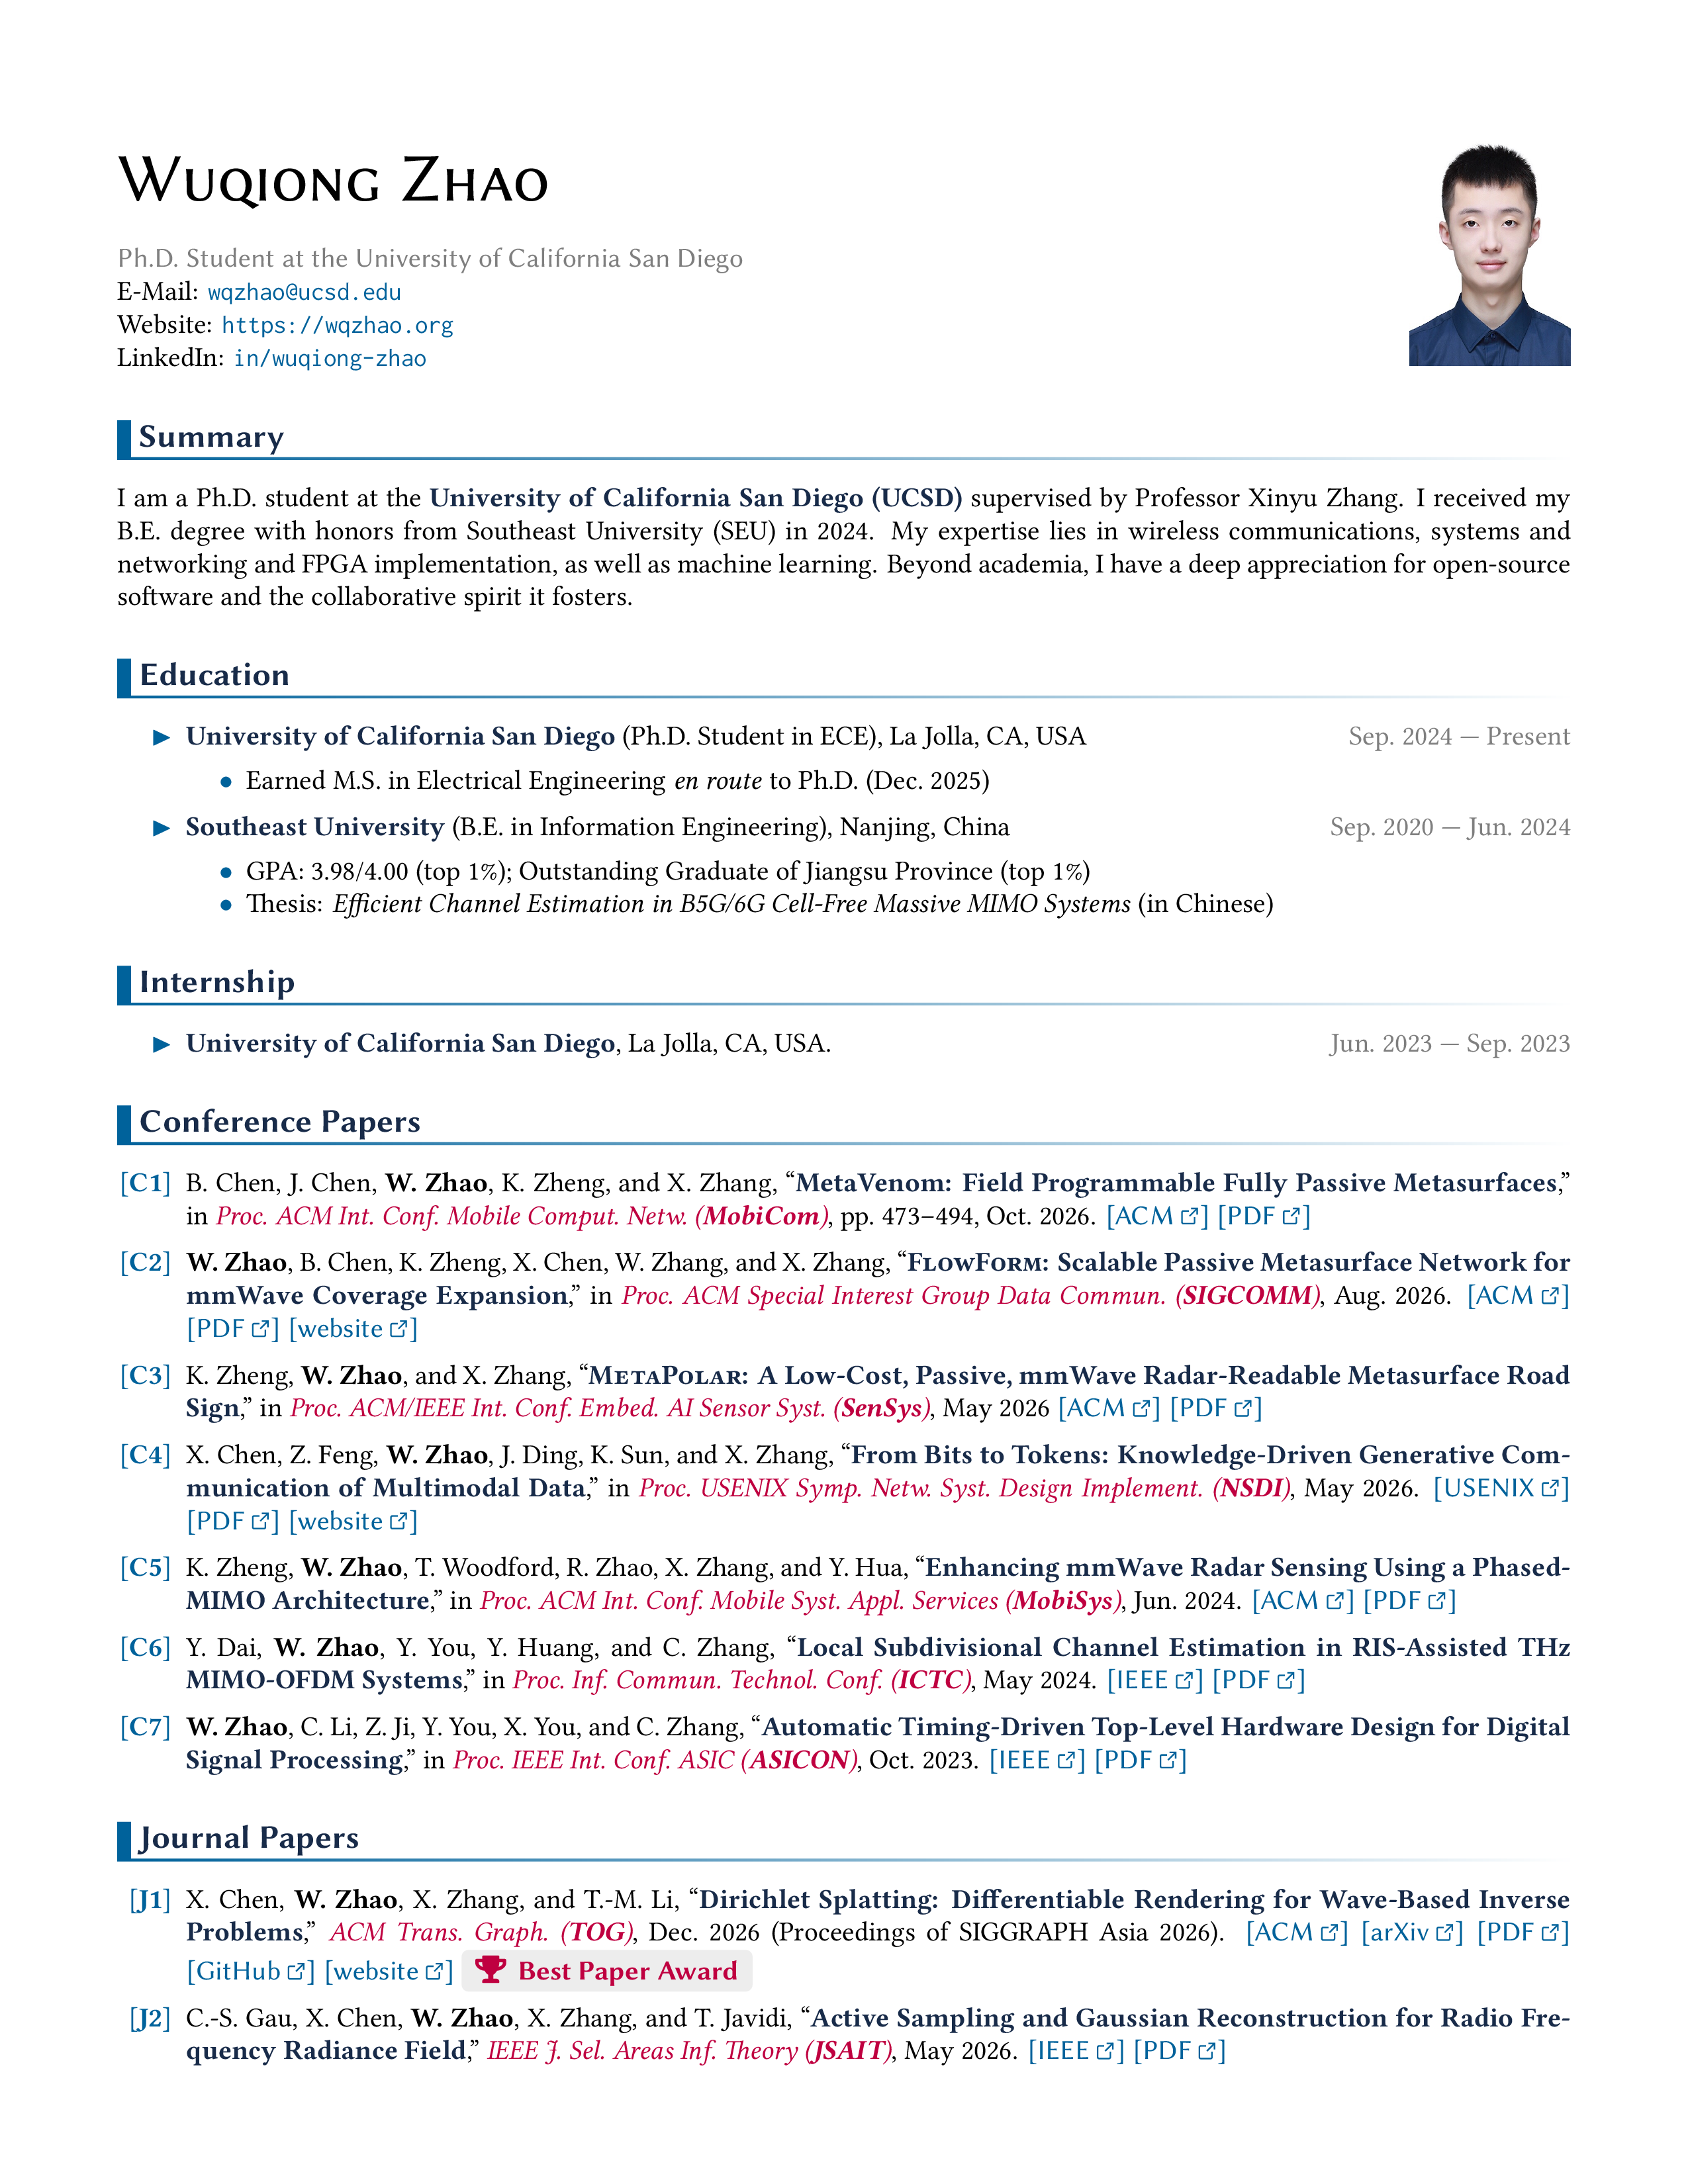 Wuqiong Zhao
Ph.D. Student at the University of California San Diego
E-Mail: wqzhao@ucsd.edu
Website: https://wqzhao.org
LinkedIn: in/wuqiong-zhao
Summary
I am a Ph.D. student at the University of California San Diego (UCSD) supervised by Professor Xinyu Zhang. I received my
B.E. degree with honors from Southeast University (SEU) in 2024. My expertise lies in wireless communications, systems and
networking and FPGA implementation, as well as machine learning. Beyond academia, I have a deep appreciation for open-source
software and the collaborative spirit it fosters.
Education
▶ University of California San Diego (Ph.D. Student in ECE), La Jolla, CA, USA Sep. 2024 — Present
• Earned M.S. in Electrical Engineering en route to Ph.D. (Dec. 2025)
▶ Southeast University (B.E. in Information Engineering), Nanjing, China Sep. 2020 — Jun. 2024
• GPA: 3.98/4.00 (top 1%); Outstanding Graduate of Jiangsu Province (top 1%)
• Thesis: Efficient Channel Estimation in B5G/6G Cell-Free Massive MIMO Systems (in Chinese)
Internship
▶ University of California San Diego, La Jolla, CA, USA. Jun. 2023 — Sep. 2023
Conference Papers
[C1] B. Chen, J. Chen, W. Zhao, K. Zheng, and X. Zhang, “MetaVenom: Field Programmable Fully Passive Metasurfaces,”
in Proc. ACM Int. Conf. Mobile Comput. Netw. (MobiCom), pp. 473–494, Oct. 2026. [ACM] [PDF]
[C2] W. Zhao, B. Chen, K. Zheng, X. Chen, W. Zhang, and X. Zhang, “FlowForm: Scalable Passive Metasurface Network for
mmWave Coverage Expansion,” in Proc. ACM Special Interest Group Data Commun. (SIGCOMM), Aug. 2026. [ACM]
[PDF] [website]
[C3] K. Zheng, W. Zhao, and X. Zhang, “MetaPolar: A Low-Cost, Passive, mmWave Radar-Readable Metasurface Road
Sign,” in Proc. ACM/IEEE Int. Conf. Embed. AI Sensor Syst. (SenSys), May 2026 [ACM] [PDF]
[C4] X. Chen, Z. Feng, W. Zhao, J. Ding, K. Sun, and X. Zhang, “From Bits to Tokens: Knowledge-Driven Generative Com-
munication of Multimodal Data,” in Proc. USENIX Symp. Netw. Syst. Design Implement. (NSDI), May 2026. [USENIX]
[PDF] [website]
[C5] K. Zheng, W. Zhao, T. Woodford, R. Zhao, X. Zhang, and Y. Hua, “Enhancing mmWave Radar Sensing Using a Phased-
MIMO Architecture,” in Proc. ACM Int. Conf. Mobile Syst. Appl. Services (MobiSys), Jun. 2024. [ACM] [PDF]
[C6] Y. Dai, W. Zhao, Y. You, Y. Huang, and C. Zhang, “Local Subdivisional Channel Estimation in RIS-Assisted THz
MIMO-OFDM Systems,” in Proc. Inf. Commun. Technol. Conf. (ICTC), May 2024. [IEEE] [PDF]
[C7] W. Zhao, C. Li, Z. Ji, Y. You, X. You, and C. Zhang, “Automatic Timing-Driven Top-Level Hardware Design for Digital
Signal Processing,” in Proc. IEEE Int. Conf. ASIC (ASICON), Oct. 2023. [IEEE] [PDF]
Journal Papers
[J1] X. Chen, W. Zhao, X. Zhang, and T.-M. Li, “Dirichlet Splatting: Differentiable Rendering for Wave-Based Inverse
Problems,” ACM Trans. Graph. (TOG), Dec. 2026 (Proceedings of SIGGRAPH Asia 2026). [ACM] [arXiv] [PDF]
[GitHub] [website] Best Paper Award
[J2] C.-S. Gau, X. Chen, W. Zhao, X. Zhang, and T. Javidi, “Active Sampling and Gaussian Reconstruction for Radio Fre-
quency Radiance Field,” IEEE J. Sel. Areas Inf. Theory (JSAIT), May 2026. [IEEE] [PDF]